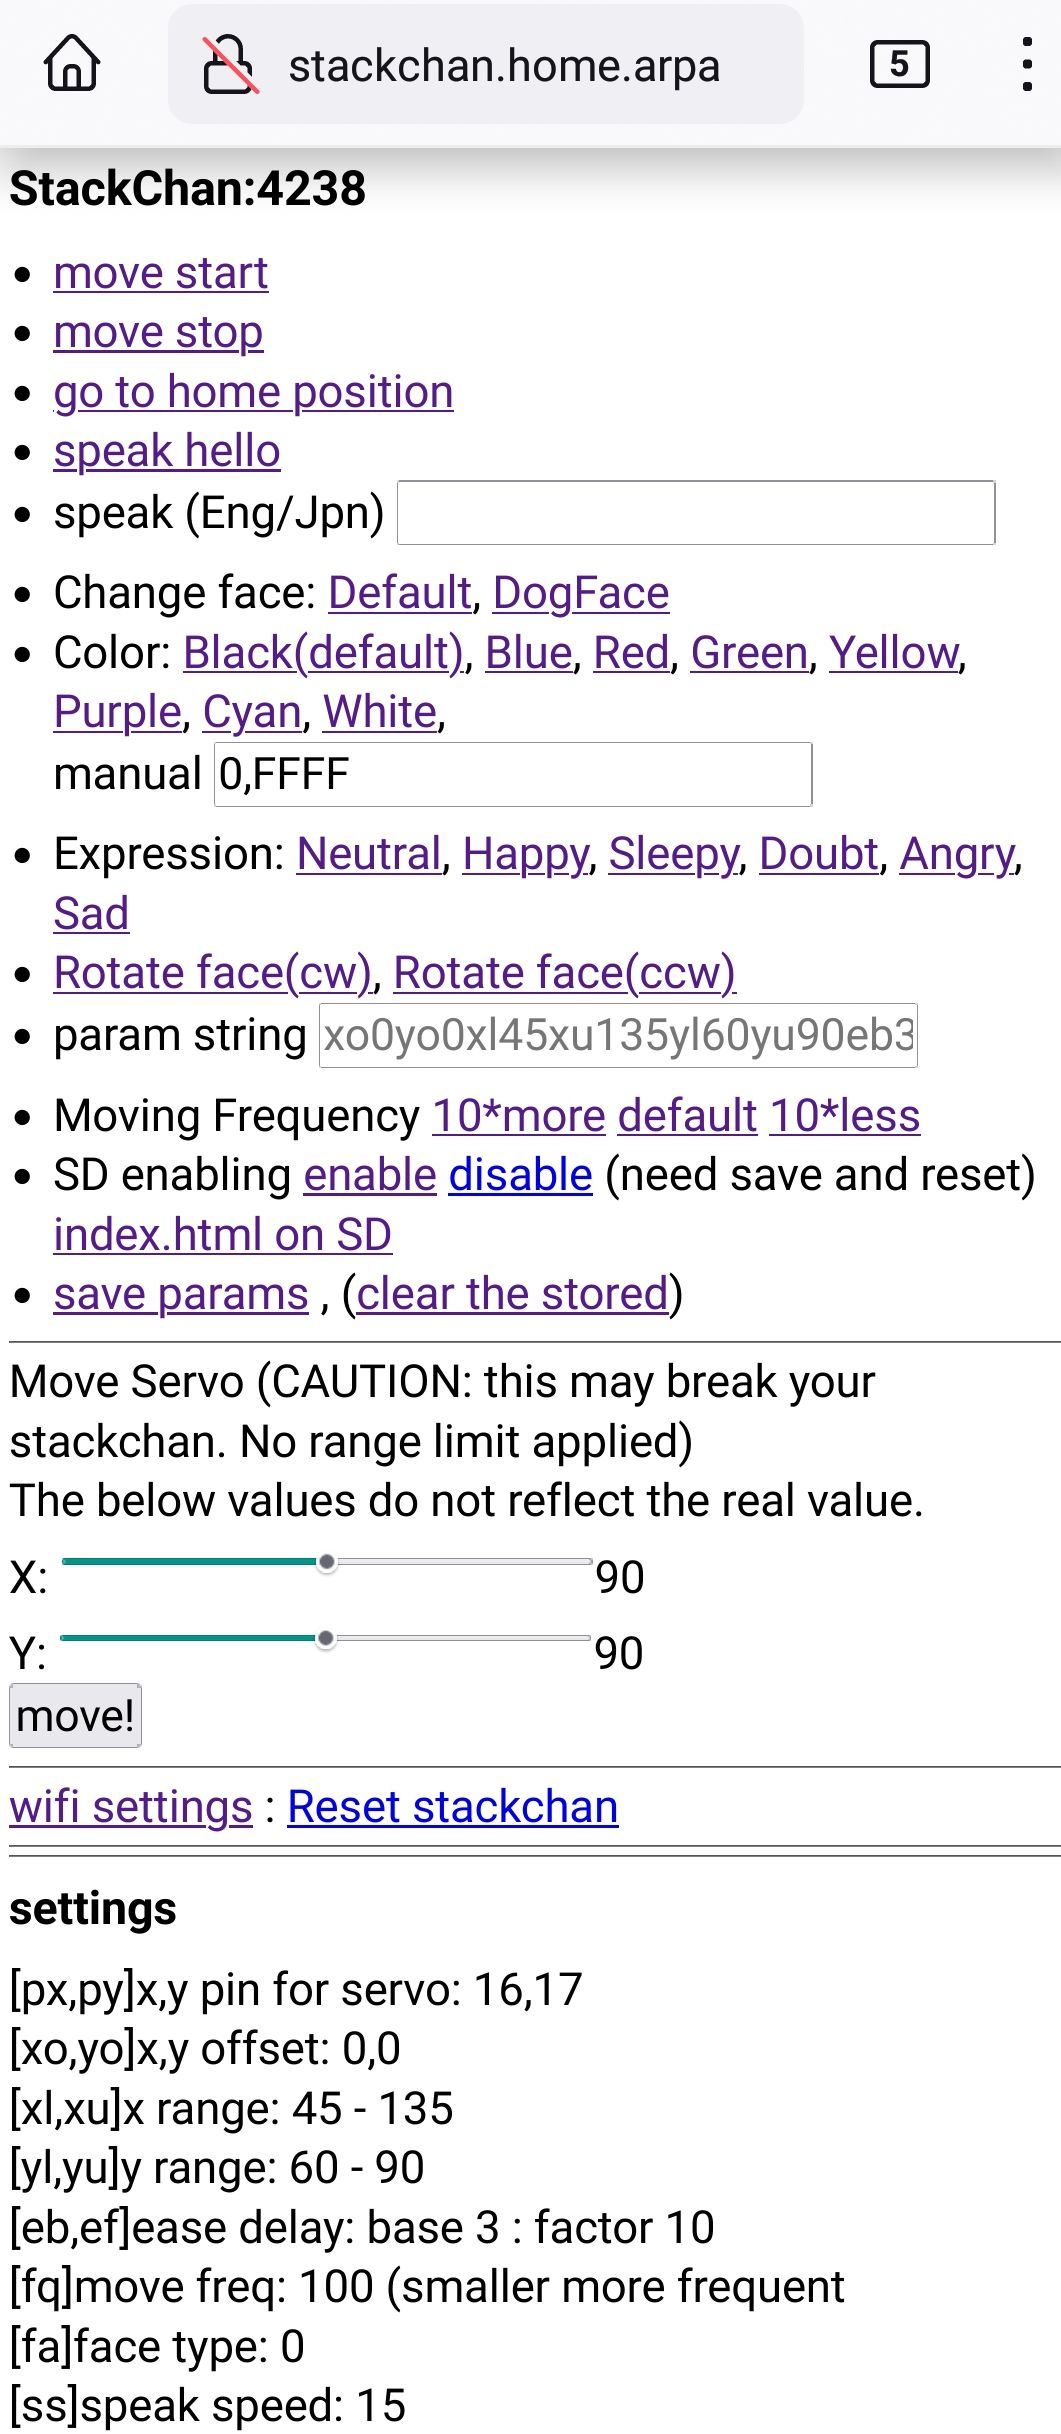 stackchan.home.arpa
5
StackChan:4238
move start
move stop
go to home position
speak hello
speak (Eng/Jpn)
Change face: Default, DogFace
Color: Black(default), Blue, Red, Green, Yellow,
Purple, Cyan, White,
manual 0,FFFF
Expression: Neutral, Happy, Sleepy, Doubt, Angry,
Sad
Rotate face(cw), Rotate face(ccw)
param string xo0yo0xl45xu135yl60yu90eb3
Moving Frequency 10*more default 10*less
SD enabling enable disable (need save and reset)
index.html on SD
save params , (clear the stored)
Move Servo (CAUTION: this may break your
stackchan. No range limit applied)
The below values do not reflect the real value.
X: 90
Y: 90
move!
wifi settings : Reset stackchan
settings
[px,py]x,y pin for servo: 16,17
[xo,yo]x,y offset: 0,0
[xl,xu]x range: 45 - 135
[yl,yu]y range: 60 - 90
[eb,ef]ease delay: base 3 : factor 10
[fq]move freq: 100 (smaller more frequent
[fa]face type: 0
[ss]speak speed: 15